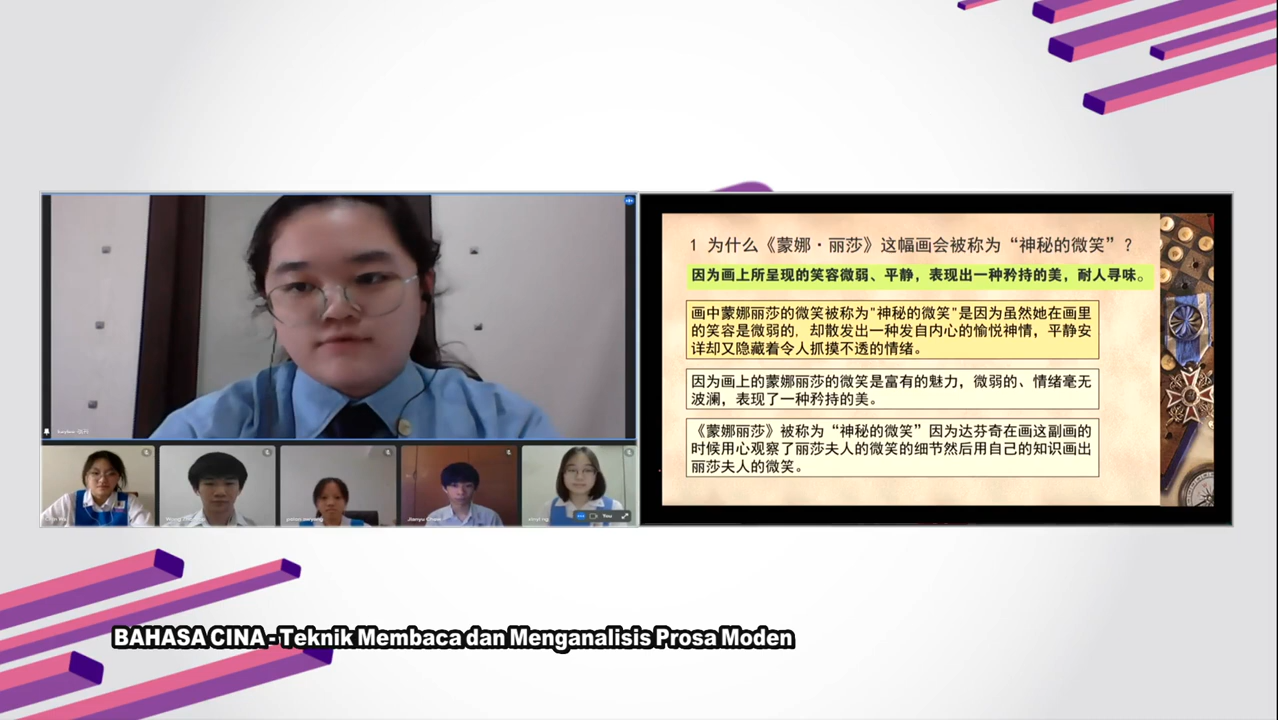 1 为什么《蒙娜·丽莎》这幅画会被称为“神秘的微笑”?
因为画上所呈现的笑容微弱、平静，表现出一种矜持的美，耐人寻味。
画中蒙娜丽莎的微笑被称为"神秘的微笑"是因为虽然她在画里
的笑容是微弱的，却散发出一种发自内心的愉悦神情，平静安
详却又隐藏着令人抓摸不透的情绪。
因为画上的蒙娜丽莎的微笑是富有的魅力，微弱的、情绪毫无
波澜，表现了一种矜持的美。
《蒙娜丽莎》被称为“神秘的微笑”因为达芬奇在画这副画的
时候用心观察了丽莎夫人的微笑的细节然后用自己的知识画出
丽莎夫人的微笑。
Jianyu
You
BAHASA CINA - Teknik Membaca dan Menganalisis Prosa Moden